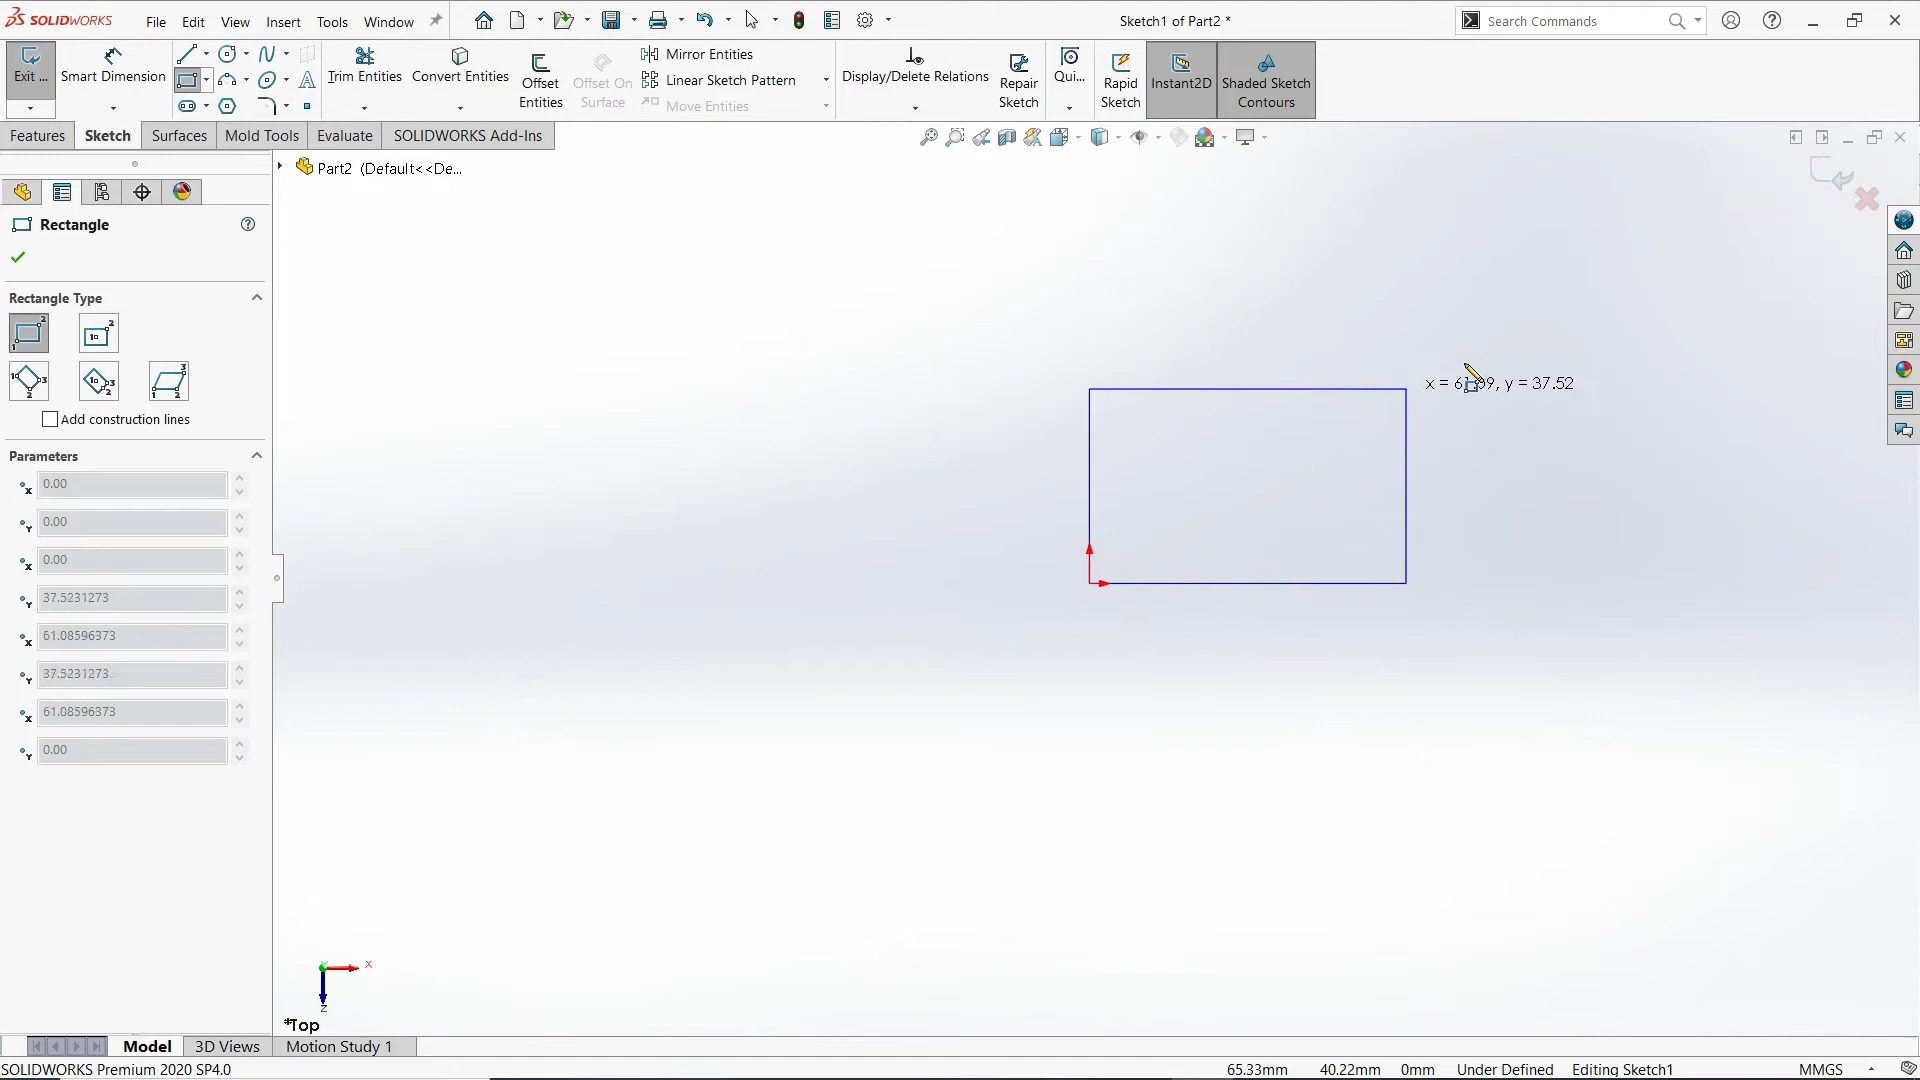 SOLIDWORKS File Edit View Insert Tools Window Sketch1 of Part2 * Search Commands
Exit ... Smart Dimension Trim Entities Convert Entities Offset Entities Offset On Surface Mirror Entities Linear Sketch Pattern Move Entities Display/Delete Relations Repair Sketch Qui... Rapid Sketch Instant2D Shaded Sketch Contours
Features Sketch Surfaces Mold Tools Evaluate SOLIDWORKS Add-Ins
Part2 (Default<<De...
Rectangle
Rectangle Type
Add construction lines
Parameters
0.00
0.00
0.00
37.5231273
61.08596373
37.5231273
61.08596373
0.00
y = 37.52
x
z
*Top
Model 3D Views Motion Study 1
SOLIDWORKS Premium 2020 SP4.0 65.33mm 40.22mm 0mm Under Defined Editing Sketch1 MMGS